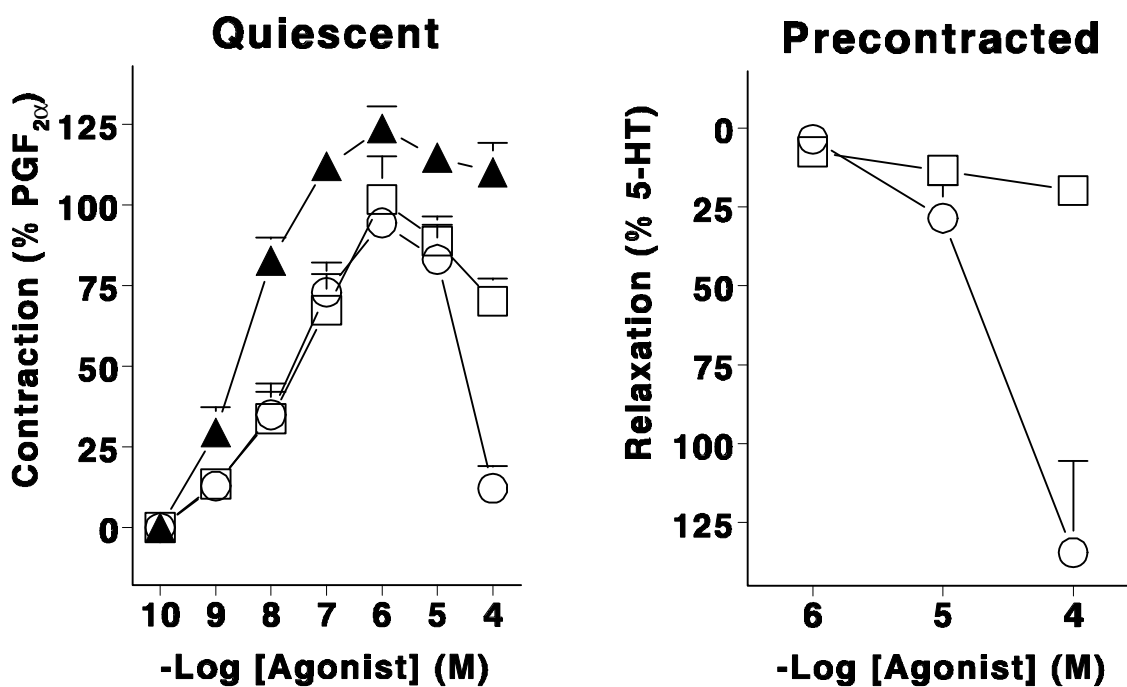 Quiescent
Contraction (% PGF2α)
125
100
75
50
25
0
10 9 8 7 6 5 4
-Log [Agonist] (M)
Precontracted
Relaxation (% 5-HT)
0
25
50
75
100
125
6 5 4
-Log [Agonist] (M)